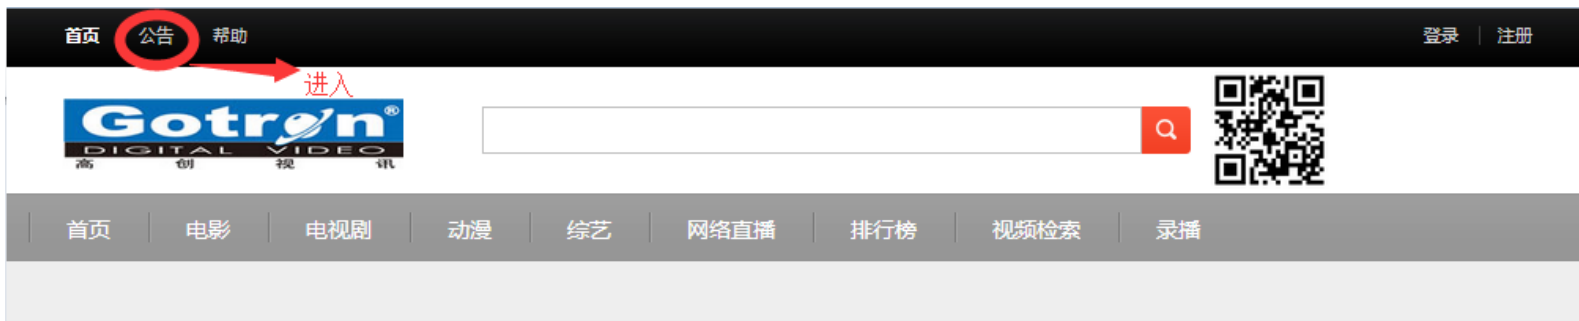 首页 公告 帮助 登录 注册
进入
Gotron®
DIGITAL VIDEO
高创视讯
首页 电影 电视剧 动漫 综艺 网络直播 排行榜 视频检索 录播